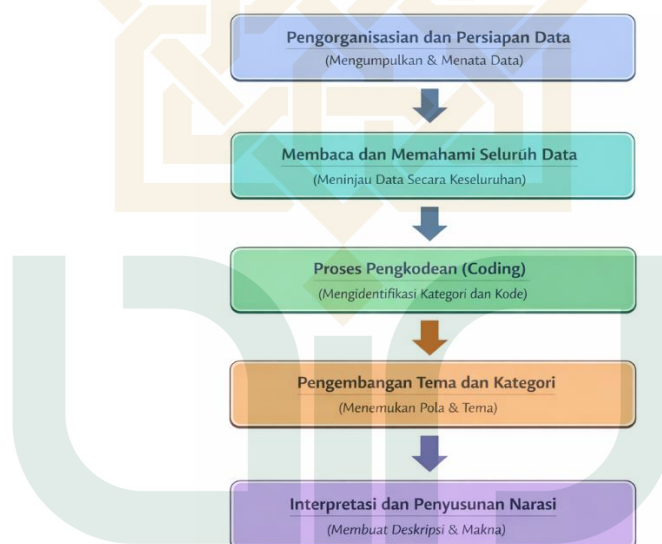 Pengorganisasian dan Persiapan Data
(Mengumpulkan & Menata Data)
Membaca dan Memahami Seluruh Data
(Meninjau Data Secara Keseluruhan)
Proses Pengkodean (Coding)
(Mengidentifikasi Kategori dan Kode)
Pengembangan Tema dan Kategori
(Menemukan Pola & Tema)
Interpretasi dan Penyusunan Narasi
(Membuat Deskripsi & Makna)